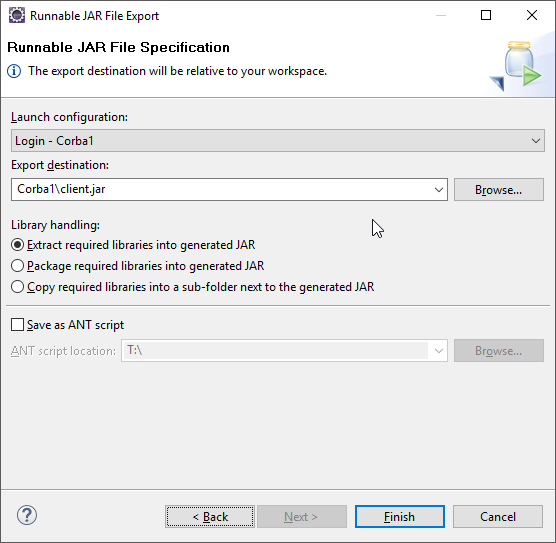 Runnable JAR File Export
Runnable JAR File Specification
The export destination will be relative to your workspace.
Launch configuration:
Login - Corba1
Export destination:
Corba1\client.jar
Browse...
Library handling:
Extract required libraries into generated JAR
Package required libraries into generated JAR
Copy required libraries into a sub-folder next to the generated JAR
Save as ANT script
ANT script location:
T:\
Browse...
?
< Back
Next >
Finish
Cancel